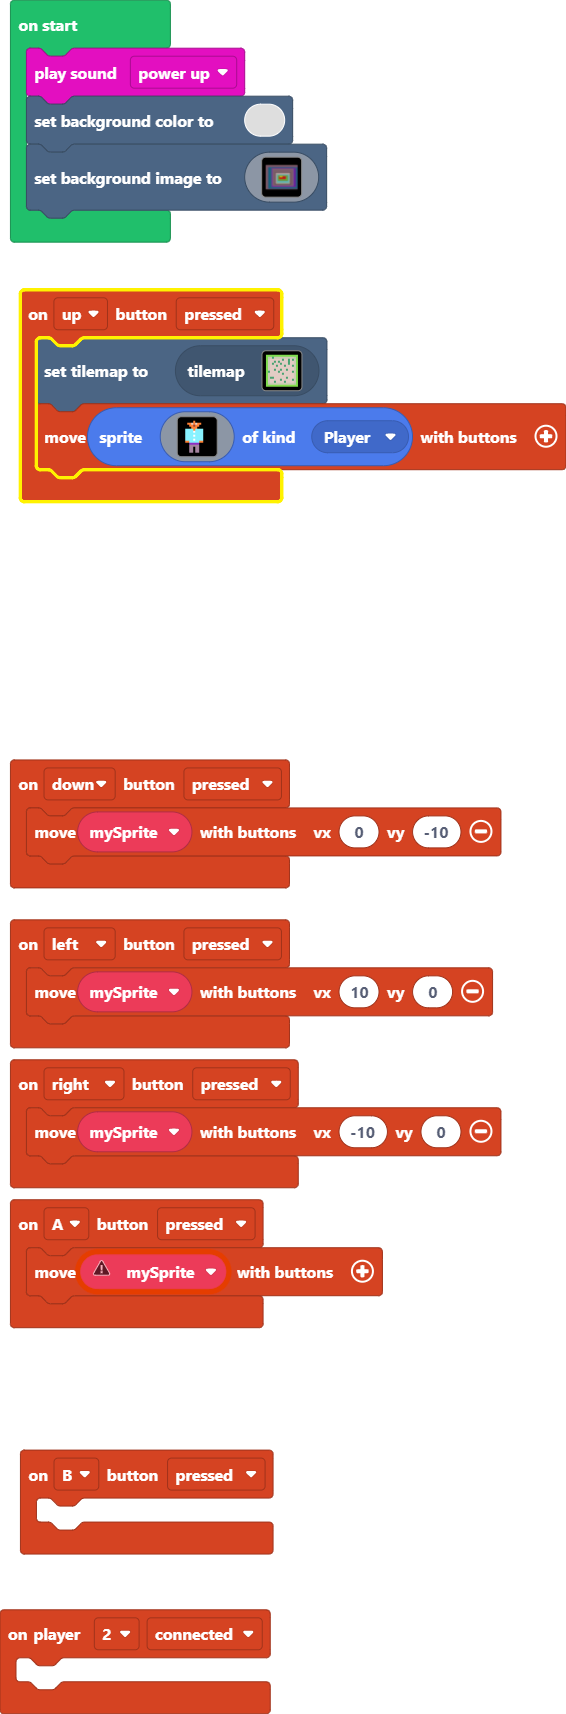 on start
play sound power up
set background color to
set background image to
on up button pressed
set tilemap to tilemap
move sprite of kind Player with buttons
on down button pressed
move mySprite with buttons vx 0 vy -10
on left button pressed
move mySprite with buttons vx 10 vy 0
on right button pressed
move mySprite with buttons vx -10 vy 0
on A button pressed
move mySprite with buttons
on B button pressed
on player 2 connected